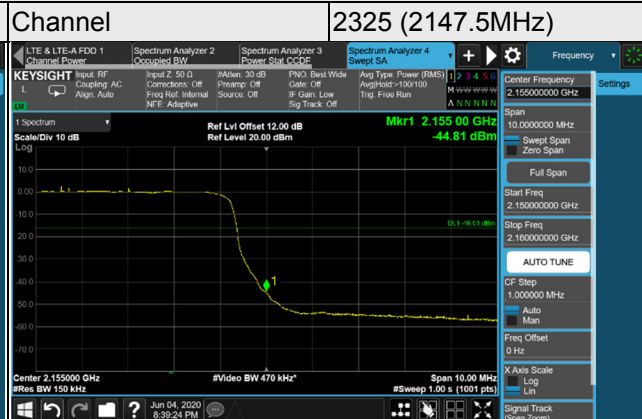 Channel 2325 (2147.5MHz)
LTE & LTE-A FDD 1 Channel Power
Spectrum Analyzer 2 Occupied BW
Spectrum Analyzer 3 Power Stat CCDF
Spectrum Analyzer 4 Swept SA
Frequency
Settings
KEYSIGHT
L
Input: RF
Coupling: AC
Align: Auto
Input Z: 50 Ω
Corrections: Off
Freq Ref: Internal
NFE: Adaptive
#Atten: 30 dB
Preamp: Off
Source: Off
PNO: Best Wide
Gate: Off
IF Gain: Low
Sig Track: Off
Avg Type: Power (RMS)
Avg|Hold:>100/100
Trig: Free Run
1 2 3 4 5 6
M W W W W W
A N N N N N
1 Spectrum
Scale/Div 10 dB
Log
Ref Lvl Offset 12.00 dB
Ref Level 20.00 dBm
Mkr1 2.155 00 GHz
-44.81 dBm
10.0
0.00
-10.0
20.0
-30.0
-40.0
50.0
-60.0
-70.0
DL1 -16.01 dBm
1
Center 2.155000 GHz
#Res BW 150 kHz
#Video BW 470 kHz*
Span 10.00 MHz
#Sweep 1.00 s (1001 pts)
Jun 04, 2020
8:39:24 PM
Center Frequency
2.155000000 GHz
Span
10.0000000 MHz
Swept Span
Zero Span
Full Span
Start Freq
2.150000000 GHz
Stop Freq
2.160000000 GHz
AUTO TUNE
CF Step
1.000000 MHz
Auto
Man
Freq Offset
0 Hz
X Axis Scale
Log
Lin
Signal Track
(Span Zoom)